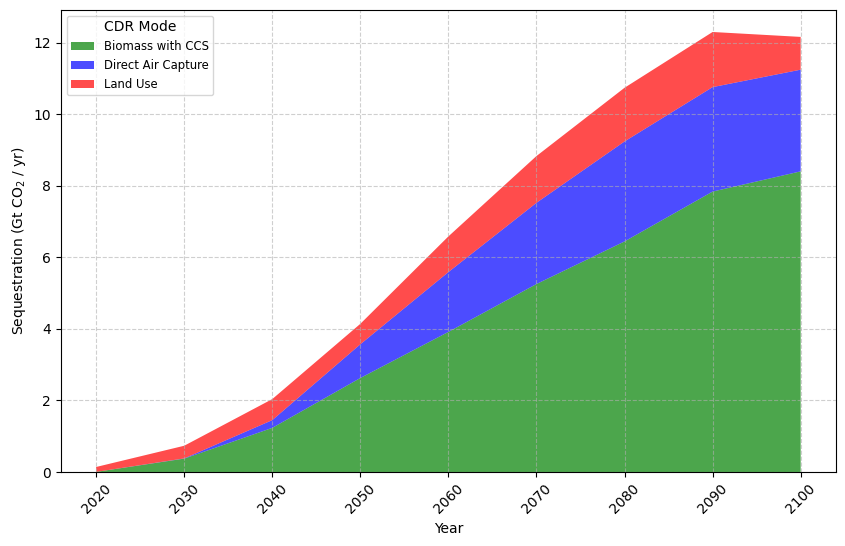 CDR Mode
Biomass with CCS
Direct Air Capture
Land Use
Sequestration (Gt CO₂ / yr)
12
10
8
6
4
2
0
2020 2030 2040 2050 2060 2070 2080 2090 2100
Year